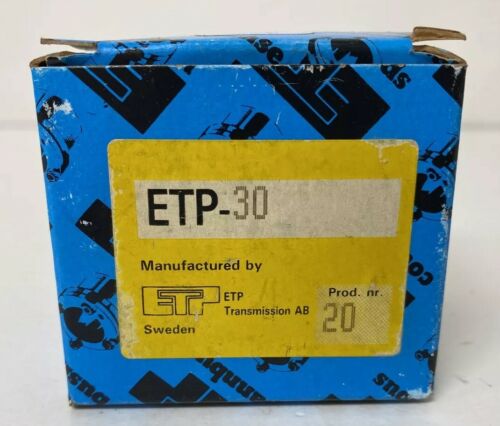 ETP-30
Manufactured by
ETP
ETP
Transmission AB
Sweden
Prod. nr.
20